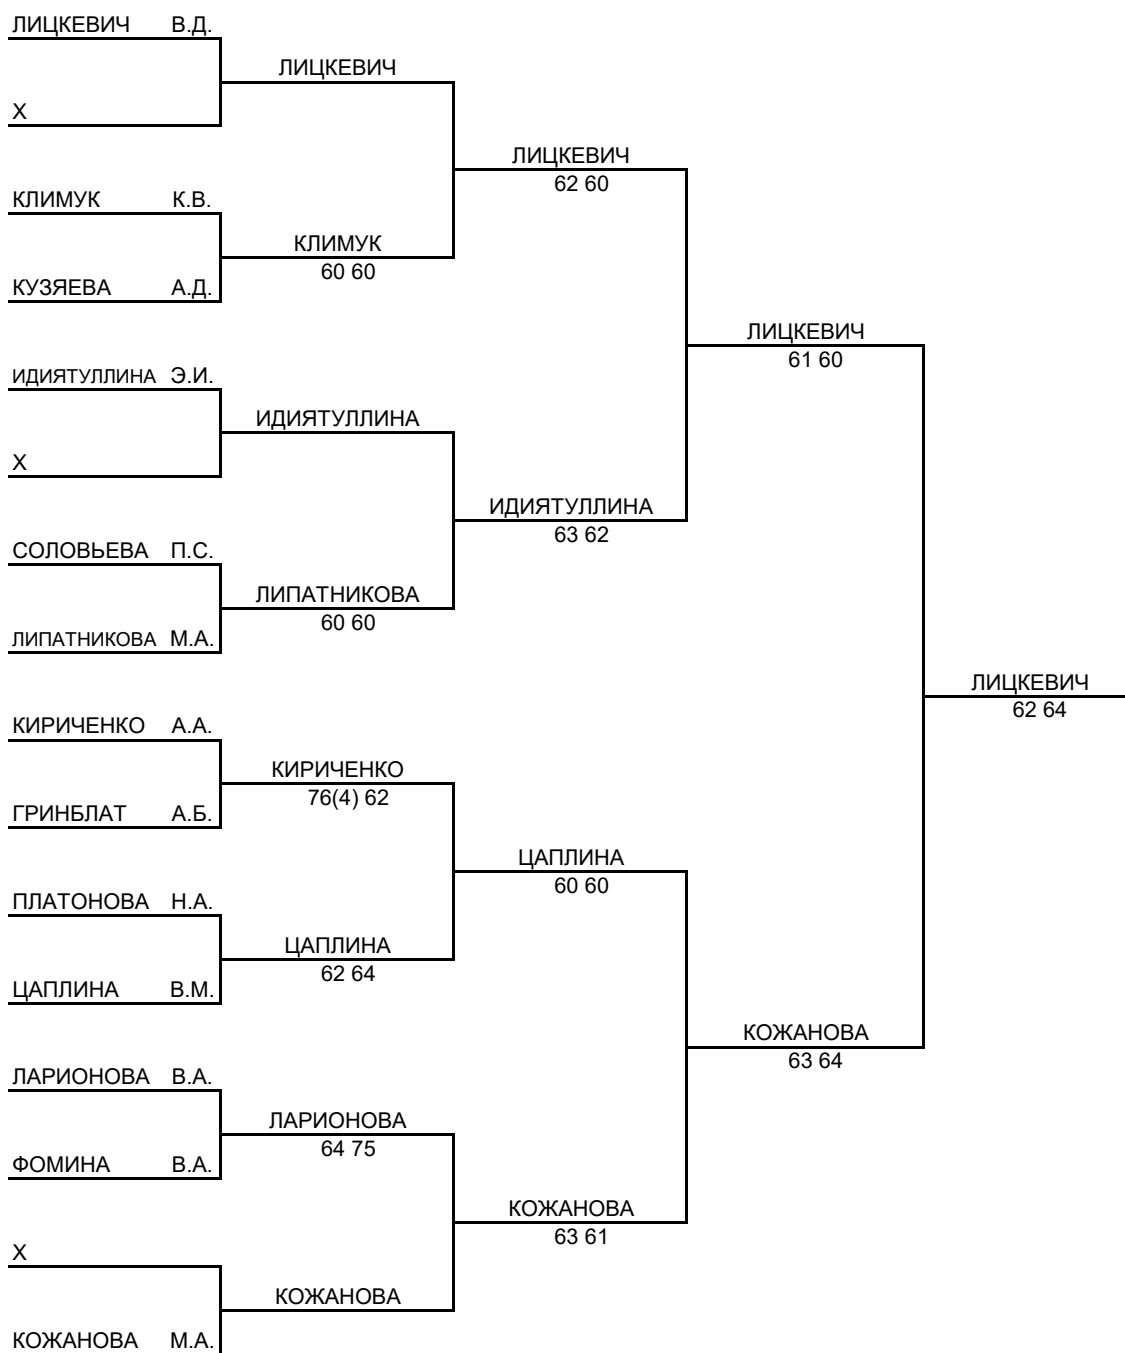 ЛИЦКЕВИЧ В.Д.
ЛИЦКЕВИЧ
Х
ЛИЦКЕВИЧ
62 60
КЛИМУК К.В.
КЛИМУК
60 60
КУЗЯЕВА А.Д.
ЛИЦКЕВИЧ
61 60
ИДИЯТУЛЛИНА Э.И.
ИДИЯТУЛЛИНА
Х
ИДИЯТУЛЛИНА
63 62
СОЛОВЬЕВА П.С.
ЛИПАТНИКОВА
60 60
ЛИПАТНИКОВА М.А.
ЛИЦКЕВИЧ
62 64
КИРИЧЕНКО А.А.
КИРИЧЕНКО
76(4) 62
ГРИНБЛАТ А.Б.
ЦАПЛИНА
60 60
ПЛАТОНОВА Н.А.
ЦАПЛИНА
62 64
ЦАПЛИНА В.М.
КОЖАНОВА
63 64
ЛАРИОНОВА В.А.
ЛАРИОНОВА
64 75
ФОМИНА В.А.
КОЖАНОВА
63 61
Х
КОЖАНОВА
КОЖАНОВА М.А.